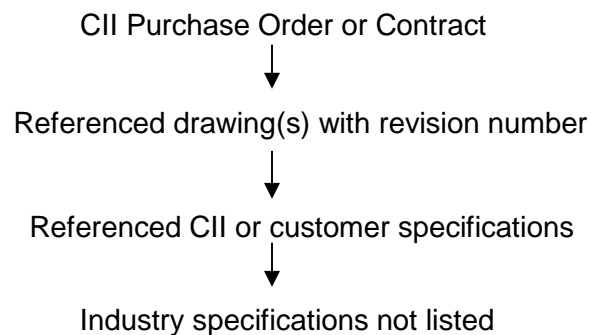 CII Purchase Order or Contract
Referenced drawing(s) with revision number
Referenced CII or customer specifications
Industry specifications not listed